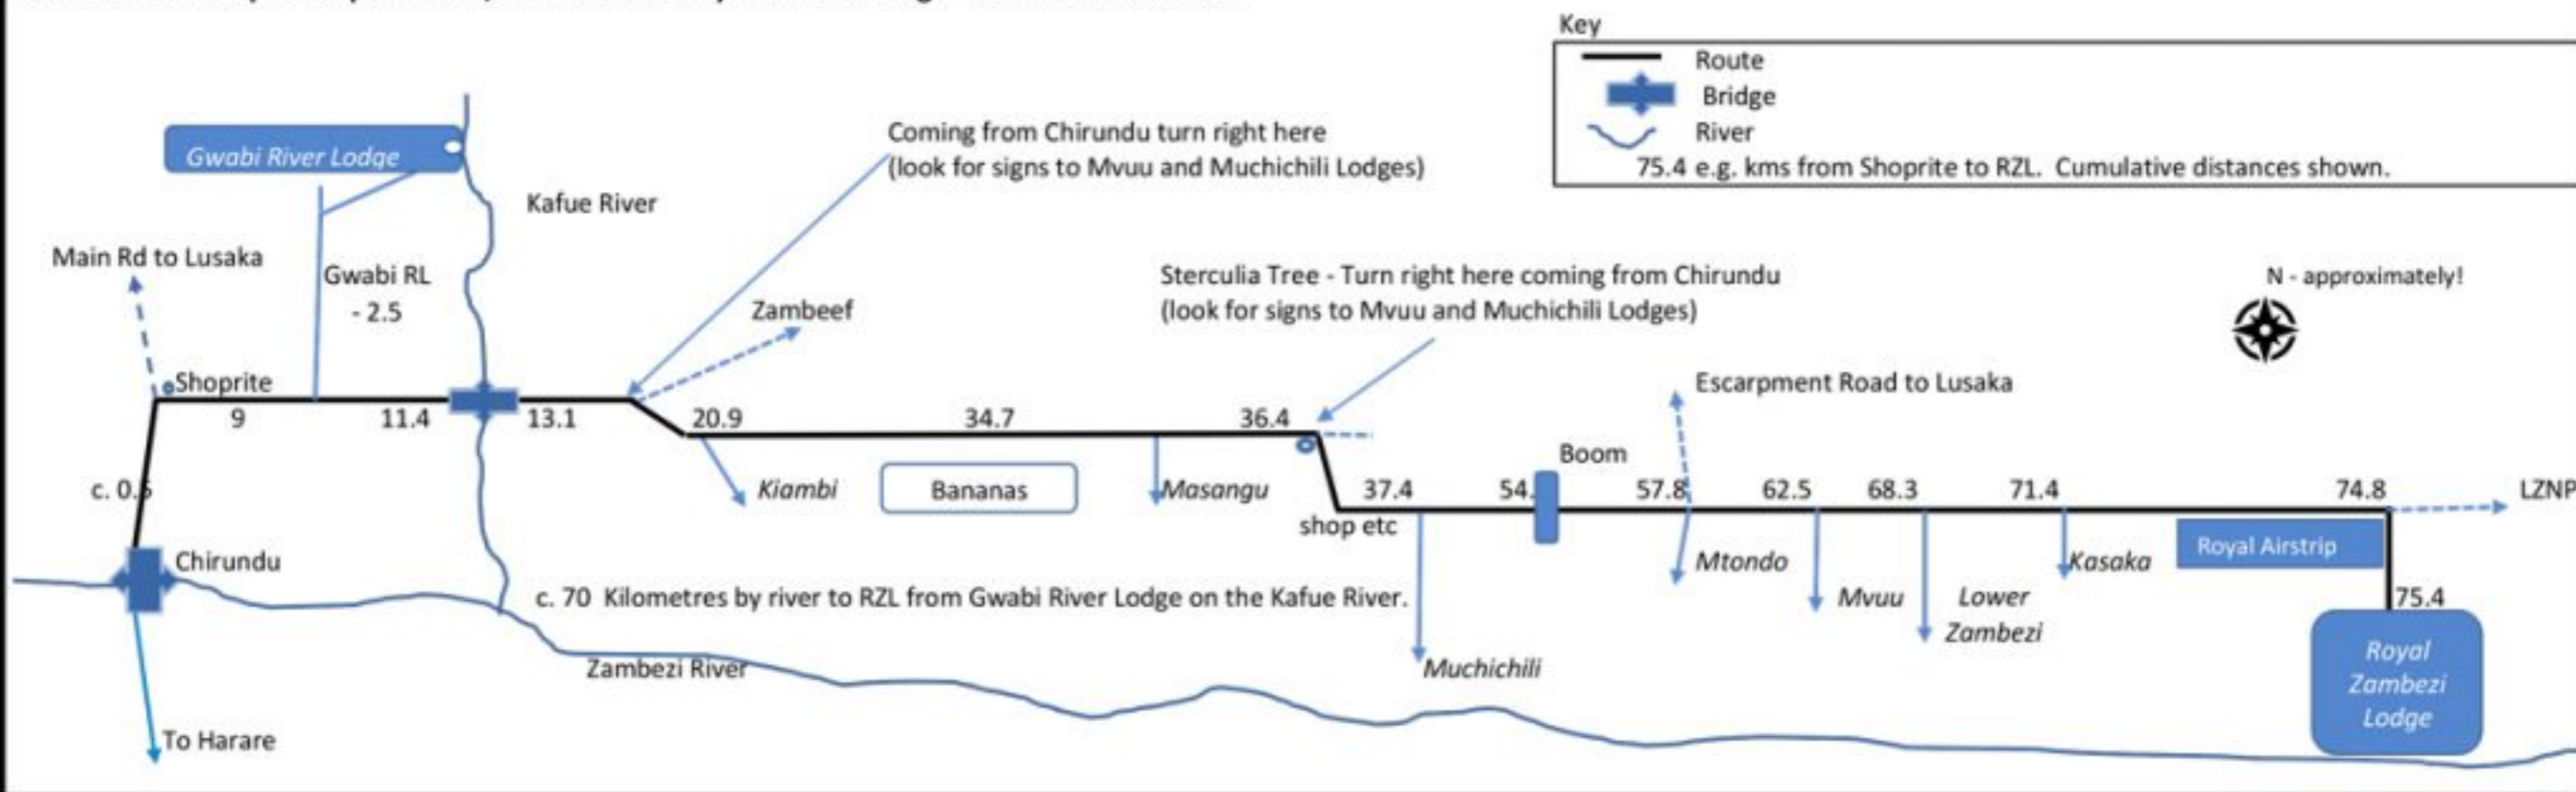 Key
Route
Bridge
River
75.4 e.g. kms from Shoprite to RZL. Cumulative distances shown.
Gwabi River Lodge
Coming from Chirundu turn right here
(look for signs to Mvuu and Muchichili Lodges)
Kafue River
Main Rd to Lusaka
Gwabi RL
- 2.5
Zambeef
Sterculia Tree - Turn right here coming from Chirundu
(look for signs to Mvuu and Muchichili Lodges)
N - approximately!
Shoprite
9
11.4
13.1
20.9
34.7
36.4
Escarpment Road to Lusaka
Boom
c. 0.5
Kiambi
Bananas
Masangu
37.4
54.
57.8
62.5
68.3
71.4
74.8
LZNP
shop etc
Chirundu
Mtondo
Mvuu
Lower
Zambezi
Kasaka
Royal Airstrip
c. 70 Kilometres by river to RZL from Gwabi River Lodge on the Kafue River.
75.4
Zambezi River
Muchichili
Royal
Zambezi
Lodge
To Harare